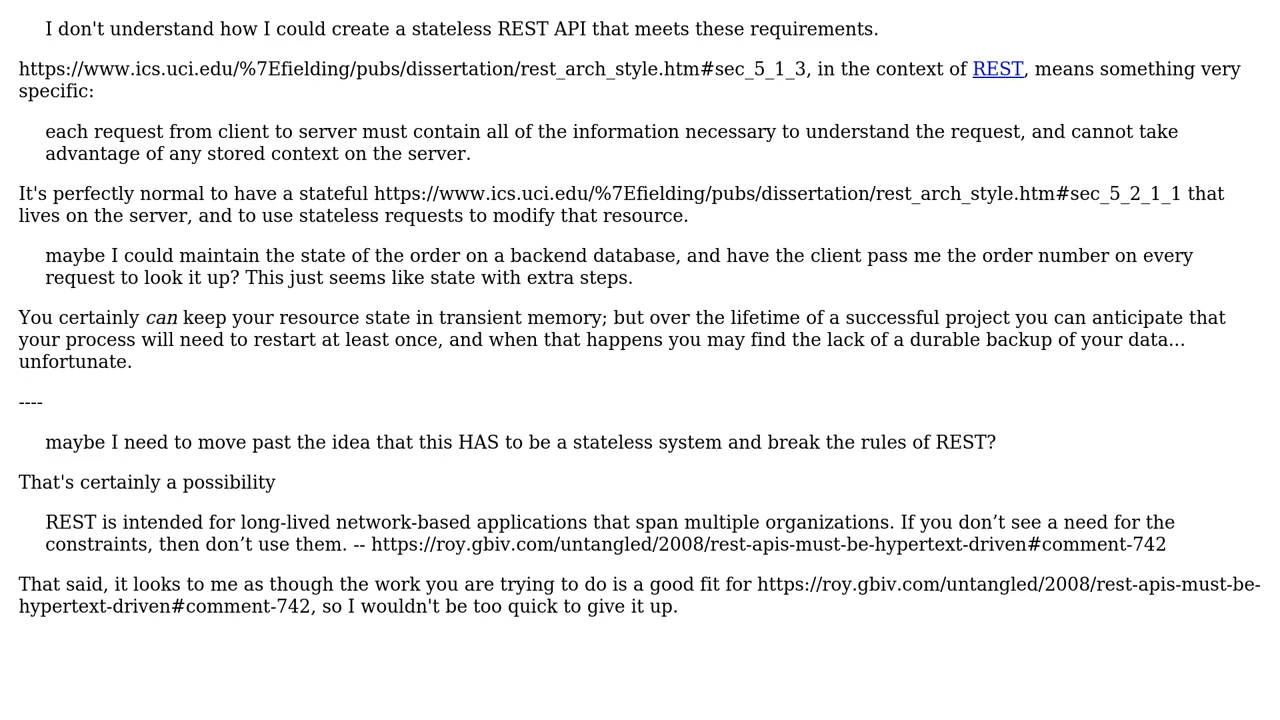 I don't understand how I could create a stateless REST API that meets these requirements.
https://www.ics.uci.edu/%7Efielding/pubs/dissertation/rest_arch_style.htm#sec_5_1_3, in the context of REST, means something very
specific:
each request from client to server must contain all of the information necessary to understand the request, and cannot take
advantage of any stored context on the server.
It's perfectly normal to have a stateful https://www.ics.uci.edu/%7Efielding/pubs/dissertation/rest_arch_style.htm#sec_5_2_1_1 that
lives on the server, and to use stateless requests to modify that resource.
maybe I could maintain the state of the order on a backend database, and have the client pass me the order number on every
request to look it up? This just seems like state with extra steps.
You certainly can keep your resource state in transient memory; but over the lifetime of a successful project you can anticipate that
your process will need to restart at least once, and when that happens you may find the lack of a durable backup of your data...
unfortunate.
----
maybe I need to move past the idea that this HAS to be a stateless system and break the rules of REST?
That's certainly a possibility
REST is intended for long-lived network-based applications that span multiple organizations. If you don’t see a need for the
constraints, then don’t use them. -- https://roy.gbiv.com/untangled/2008/rest-apis-must-be-hypertext-driven#comment-742
That said, it looks to me as though the work you are trying to do is a good fit for https://roy.gbiv.com/untangled/2008/rest-apis-must-be-
hypertext-driven#comment-742, so I wouldn't be too quick to give it up.